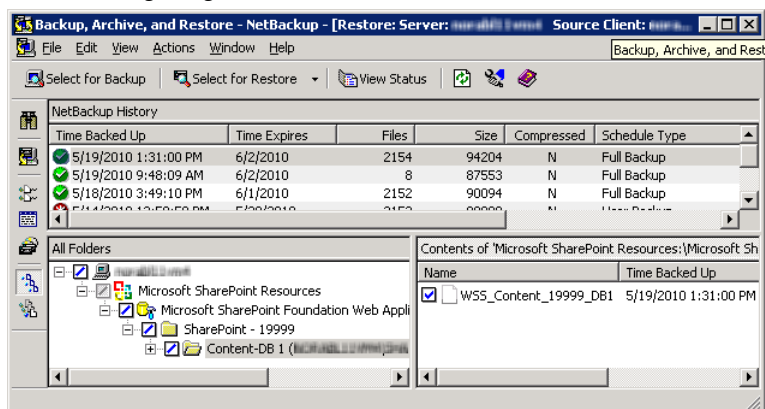 Backup, Archive, and Restore - NetBackup - [Restore: Server: Source Client:
File Edit View Actions Window Help
Backup, Archive, and Rest
Select for Backup Select for Restore View Status
NetBackup History
Time Backed Up Time Expires Files Size Compressed Schedule Type
5/19/2010 1:31:00 PM 6/2/2010 2154 94204 N Full Backup
5/19/2010 9:48:09 AM 6/2/2010 8 87553 N Full Backup
5/18/2010 3:49:10 PM 6/1/2010 2152 90094 N Full Backup
All Folders
Contents of 'Microsoft SharePoint Resources:\Microsoft Sh
Name Time Backed Up
Microsoft SharePoint Resources
WSS_Content_19999_DB1 5/19/2010 1:31:00 PM
Microsoft SharePoint Foundation Web Appli
SharePoint - 19999
Content-DB 1 (